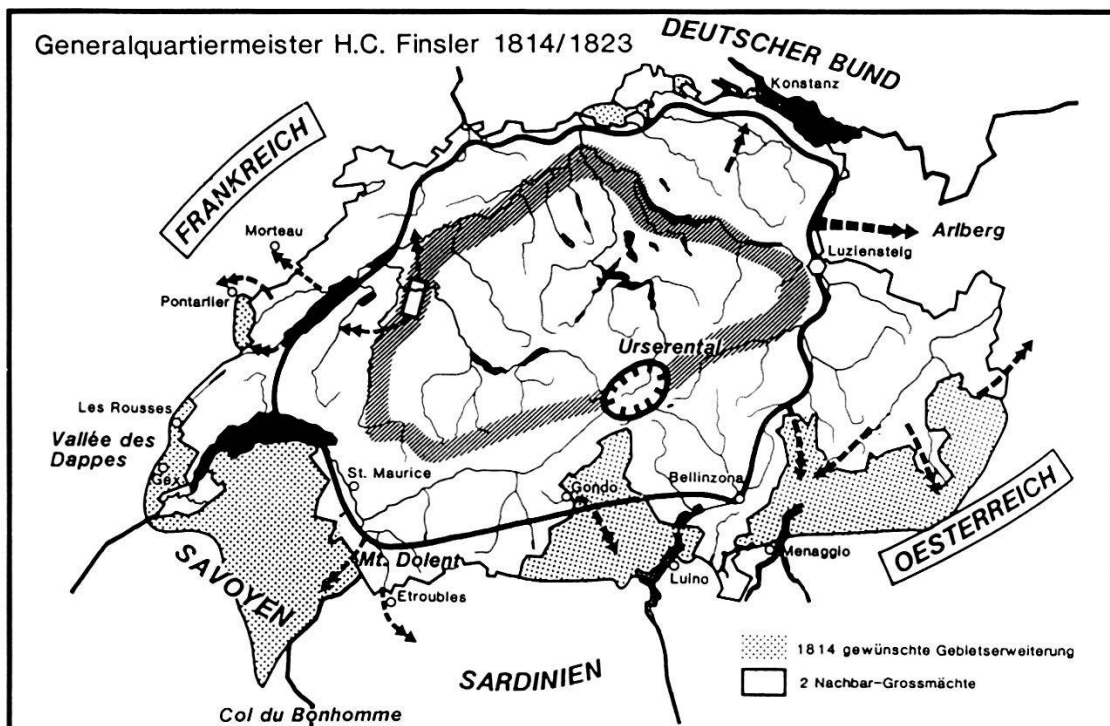 Generalquartiermeister H.C. Finsler 1814/1823
DEUTSCHER BUND
Konstanz
FRANKREICH
Morteau
Arlberg
Luziensteig
Pontarlier
Urserental
Les Rousses
Vallée des
Dappes
Gex
St. Maurice
Gondo
Bellinzona
OESTERREICH
Mt. Dolent
Menaggio
SAVOYEN
Luino
Etroubles
1814 gewünschte Gebietserweiterung
SARDINIEN
2 Nachbar-Grossmächte
Col du Bonhomme